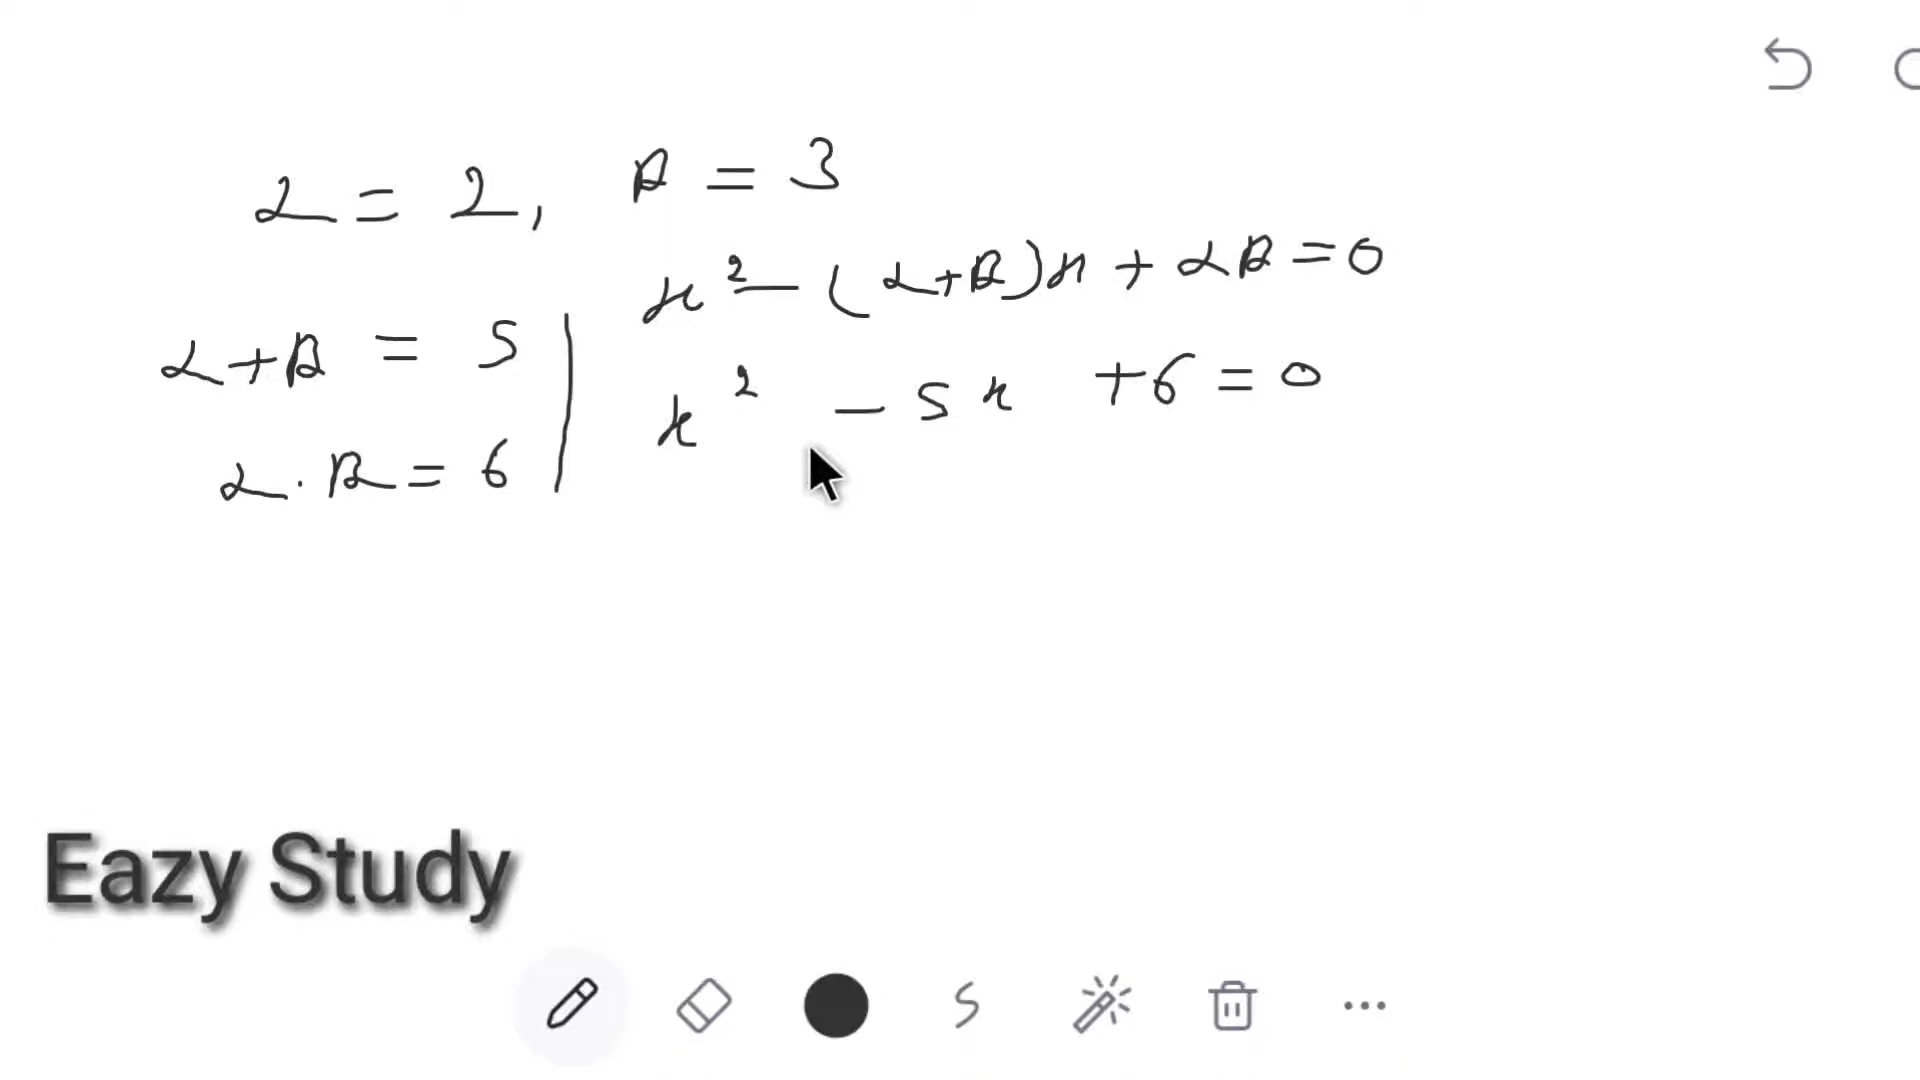 α = 2, β = 3
x² - (α+β)x + αβ = 0
α+β = 5
x² - 5x + 6 = 0
α.β = 6
Eazy Study